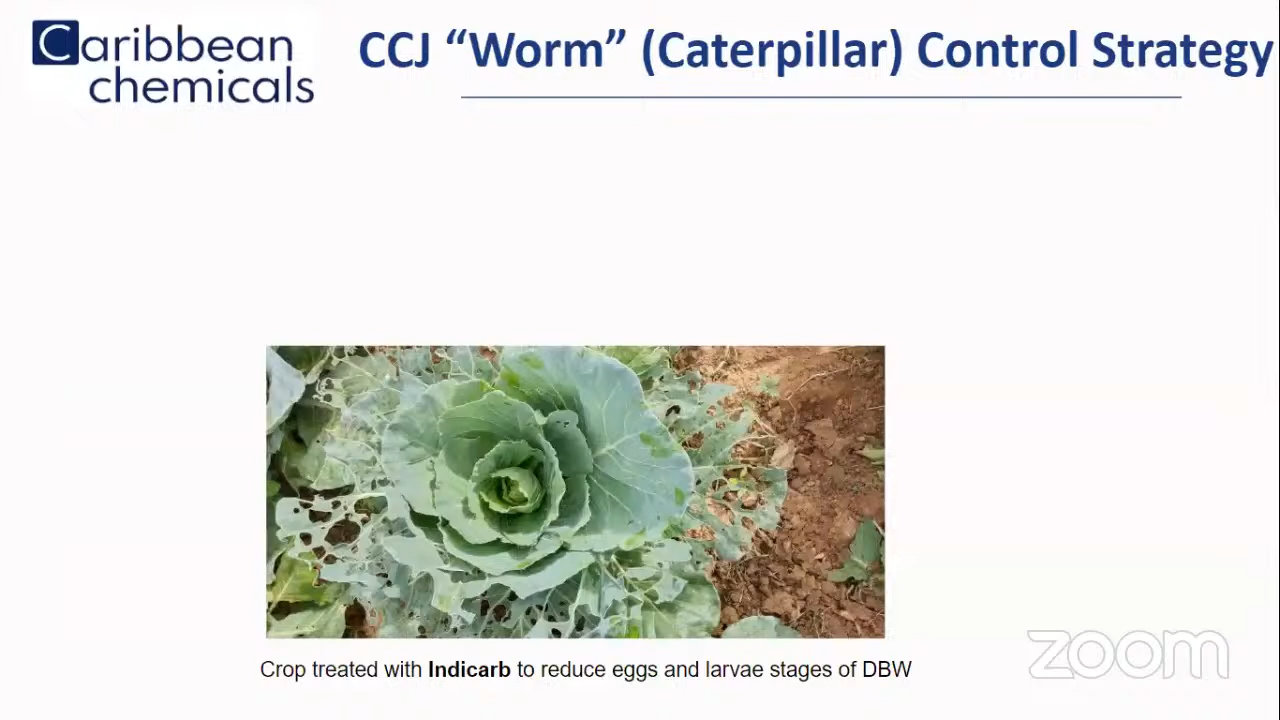 Caribbean
chemicals
CCJ “Worm” (Caterpillar) Control Strategy
Crop treated with Indicarb to reduce eggs and larvae stages of DBW
zoom